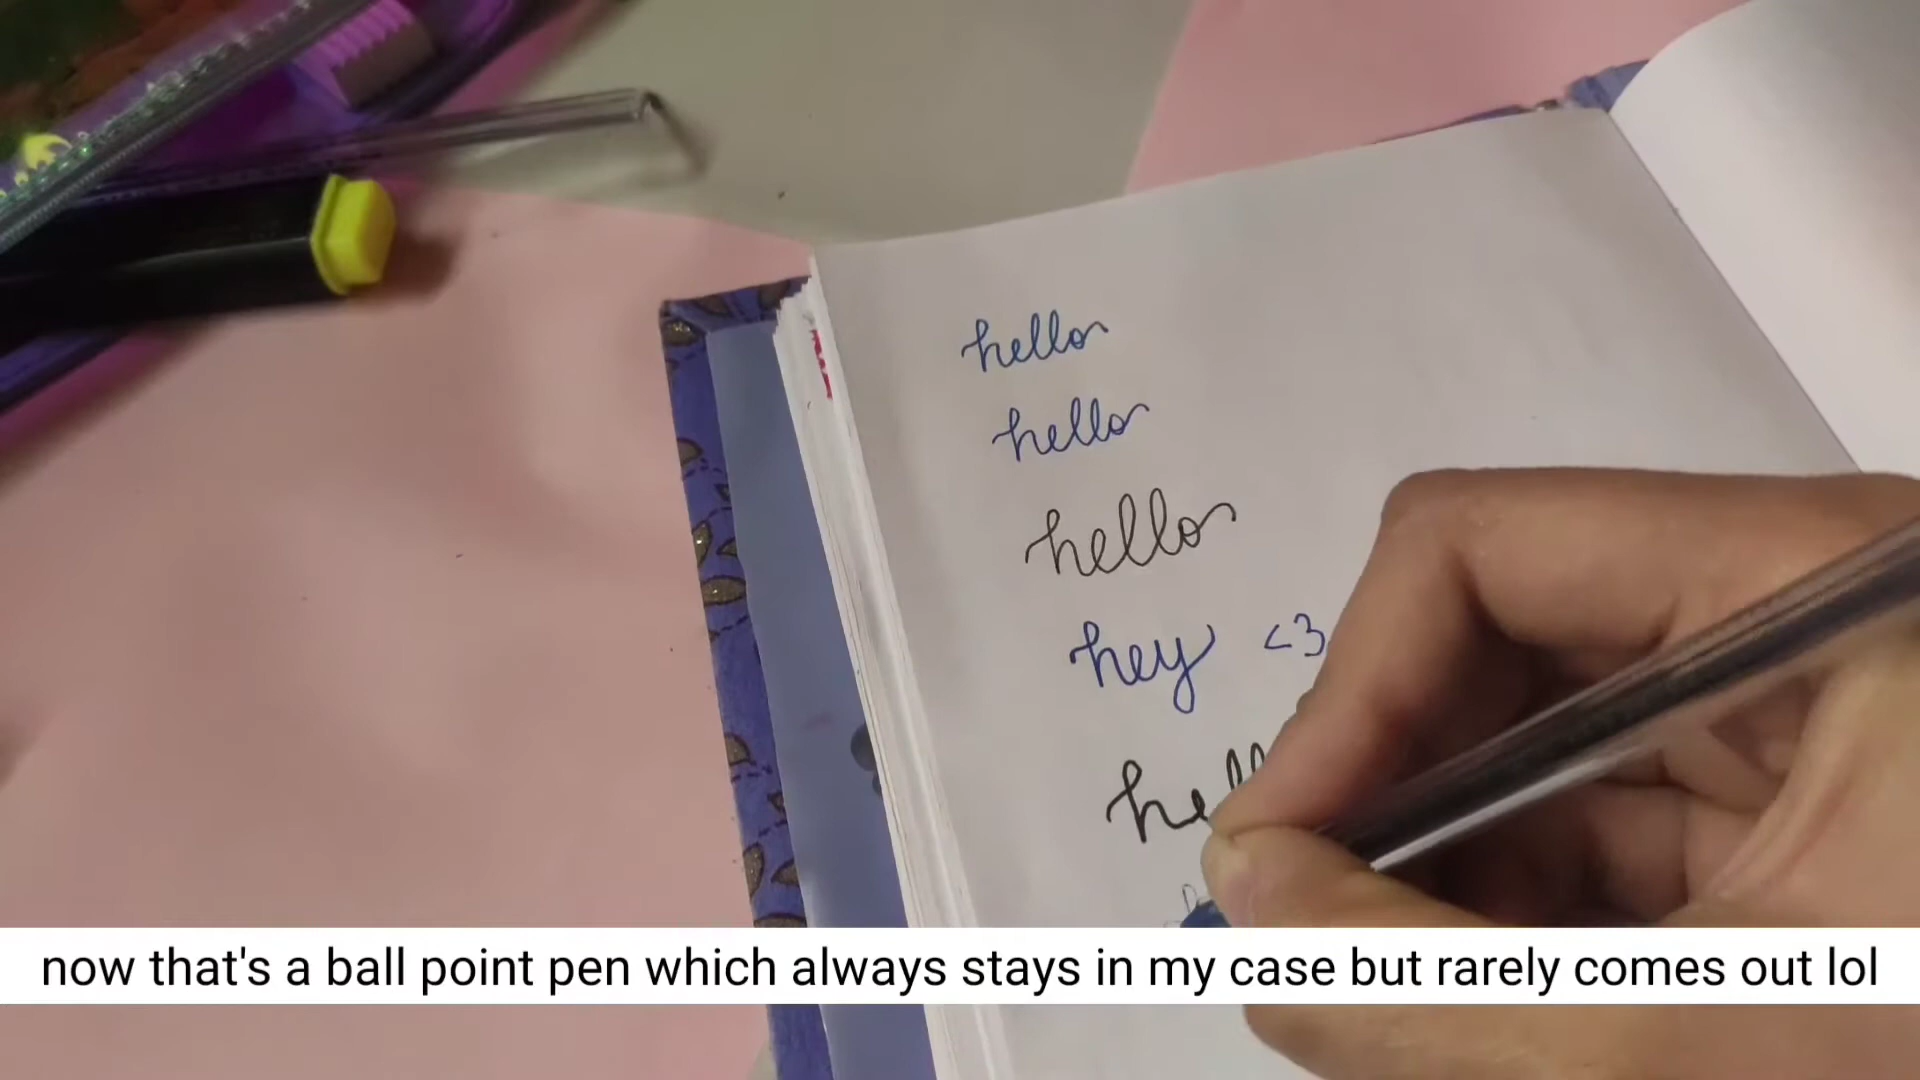 hello
hello
hello
hey <3
now that's a ball point pen which always stays in my case but rarely comes out lol